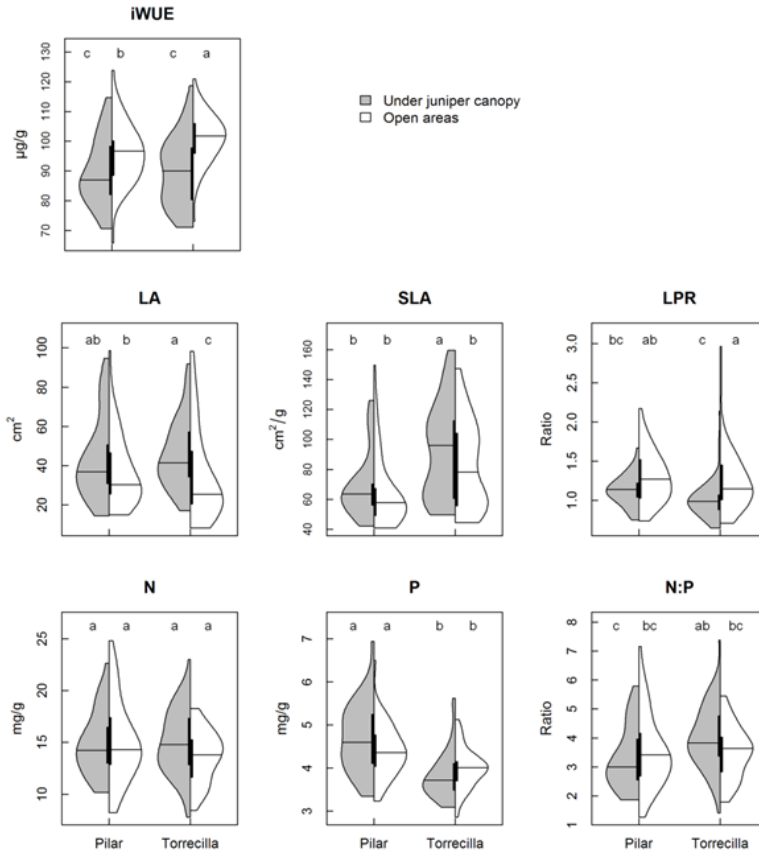 iWUE
130
120
110
100
90
80
70
µg/g
c b c a
Under juniper canopy
Open areas
LA
100
80
60
40
20
cm²
ab b a c
SLA
160
140
120
100
80
60
40
cm²/g
b b a b
LPR
3.0
2.5
2.0
1.5
1.0
Ratio
bc ab c a
N
25
20
15
10
mg/g
a a a a
Pilar Torrecilla
P
7
6
5
4
3
mg/g
a a b b
Pilar Torrecilla
N:P
8
7
6
5
4
3
2
1
Ratio
c bc ab bc
Pilar Torrecilla